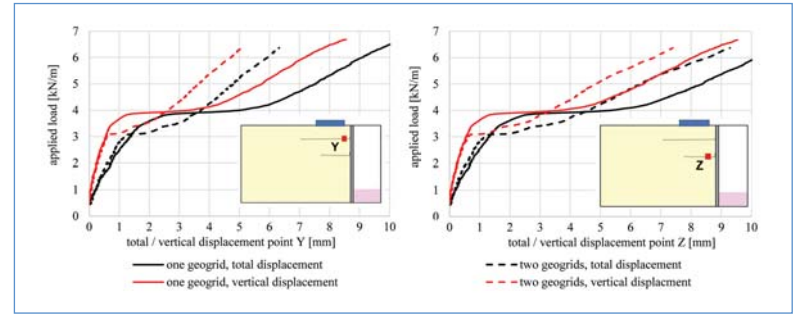 7
6
5
4
3
2
1
0
applied load [kN/m]
Y
0 1 2 3 4 5 6 7 8 9 10
total / vertical displacement point Y [mm]
7
6
5
4
3
2
1
0
applied load [kN/m]
Z
0 1 2 3 4 5 6 7 8 9 10
total / vertical displacement point Z [mm]
one geogrid, total displacement
one geogrid, vertical displacement
two geogrids, total displacement
two geogrids, vertical displacment